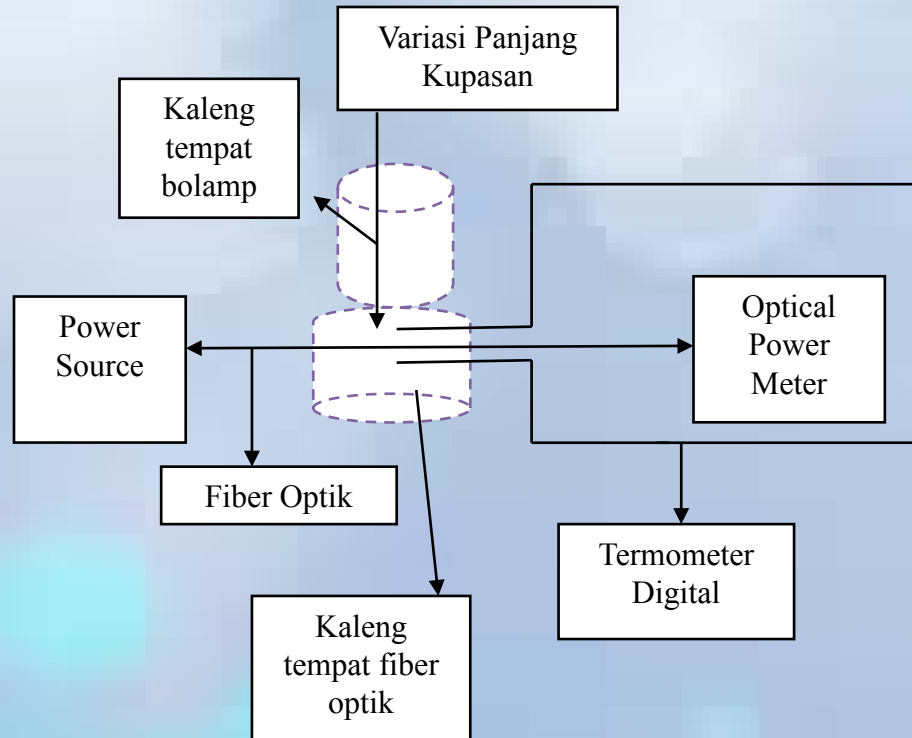 Variasi Panjang
Kupasan
Kaleng
tempat
bolamp
Power
Source
Optical
Power
Meter
Fiber Optik
Termometer
Digital
Kaleng
tempat fiber
optik